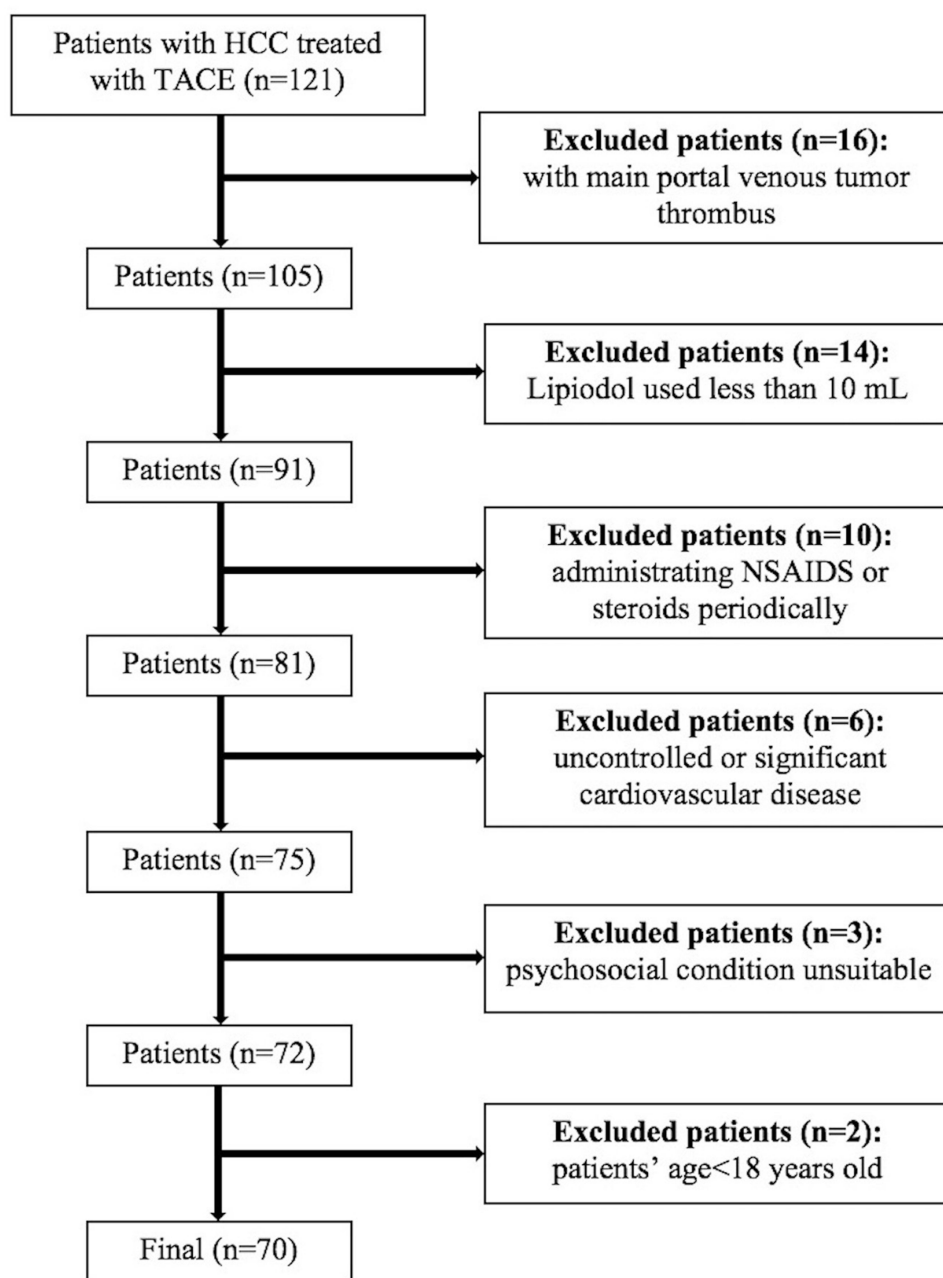 Patients with HCC treated
with TACE (n=121)
Excluded patients (n=16):
with main portal venous tumor
thrombus
Patients (n=105)
Excluded patients (n=14):
Lipiodol used less than 10 mL
Patients (n=91)
Excluded patients (n=10):
administrating NSAIDS or
steroids periodically
Patients (n=81)
Excluded patients (n=6):
uncontrolled or significant
cardiovascular disease
Patients (n=75)
Excluded patients (n=3):
psychosocial condition unsuitable
Patients (n=72)
Excluded patients (n=2):
patients’ age<18 years old
Final (n=70)